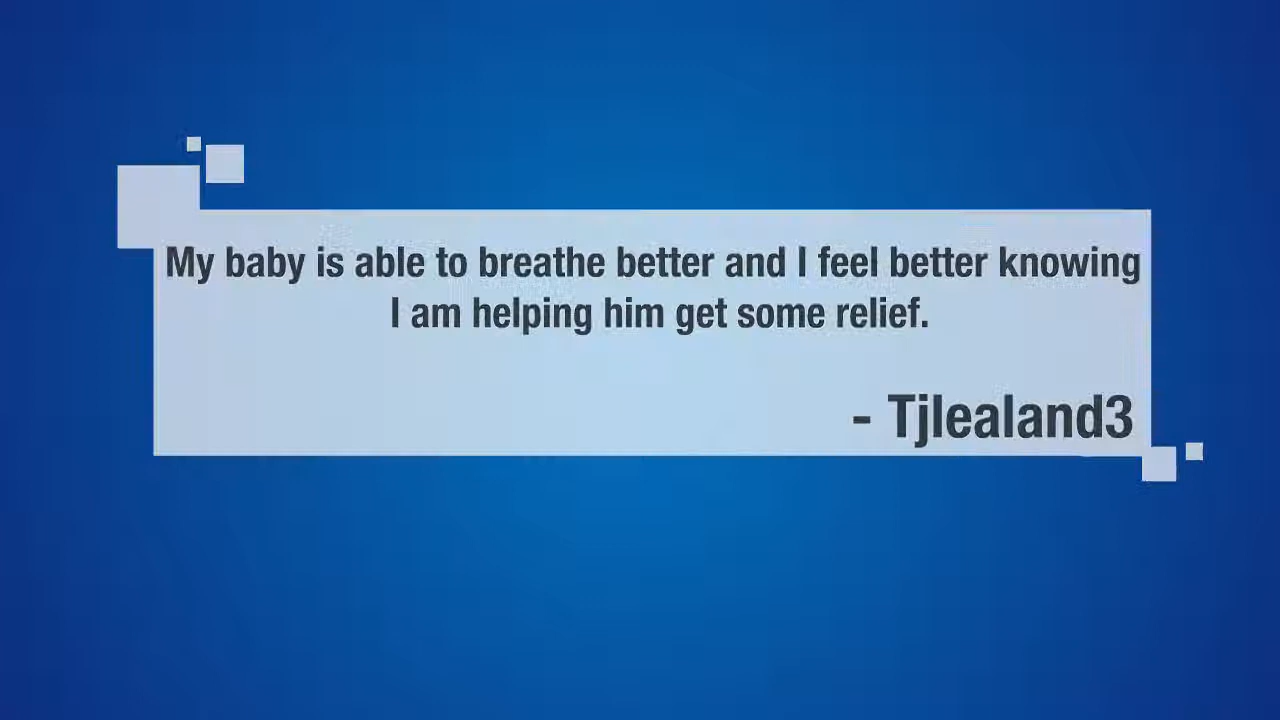 My baby is able to breathe better and I feel better knowing
I am helping him get some relief.
- Tjlealand3